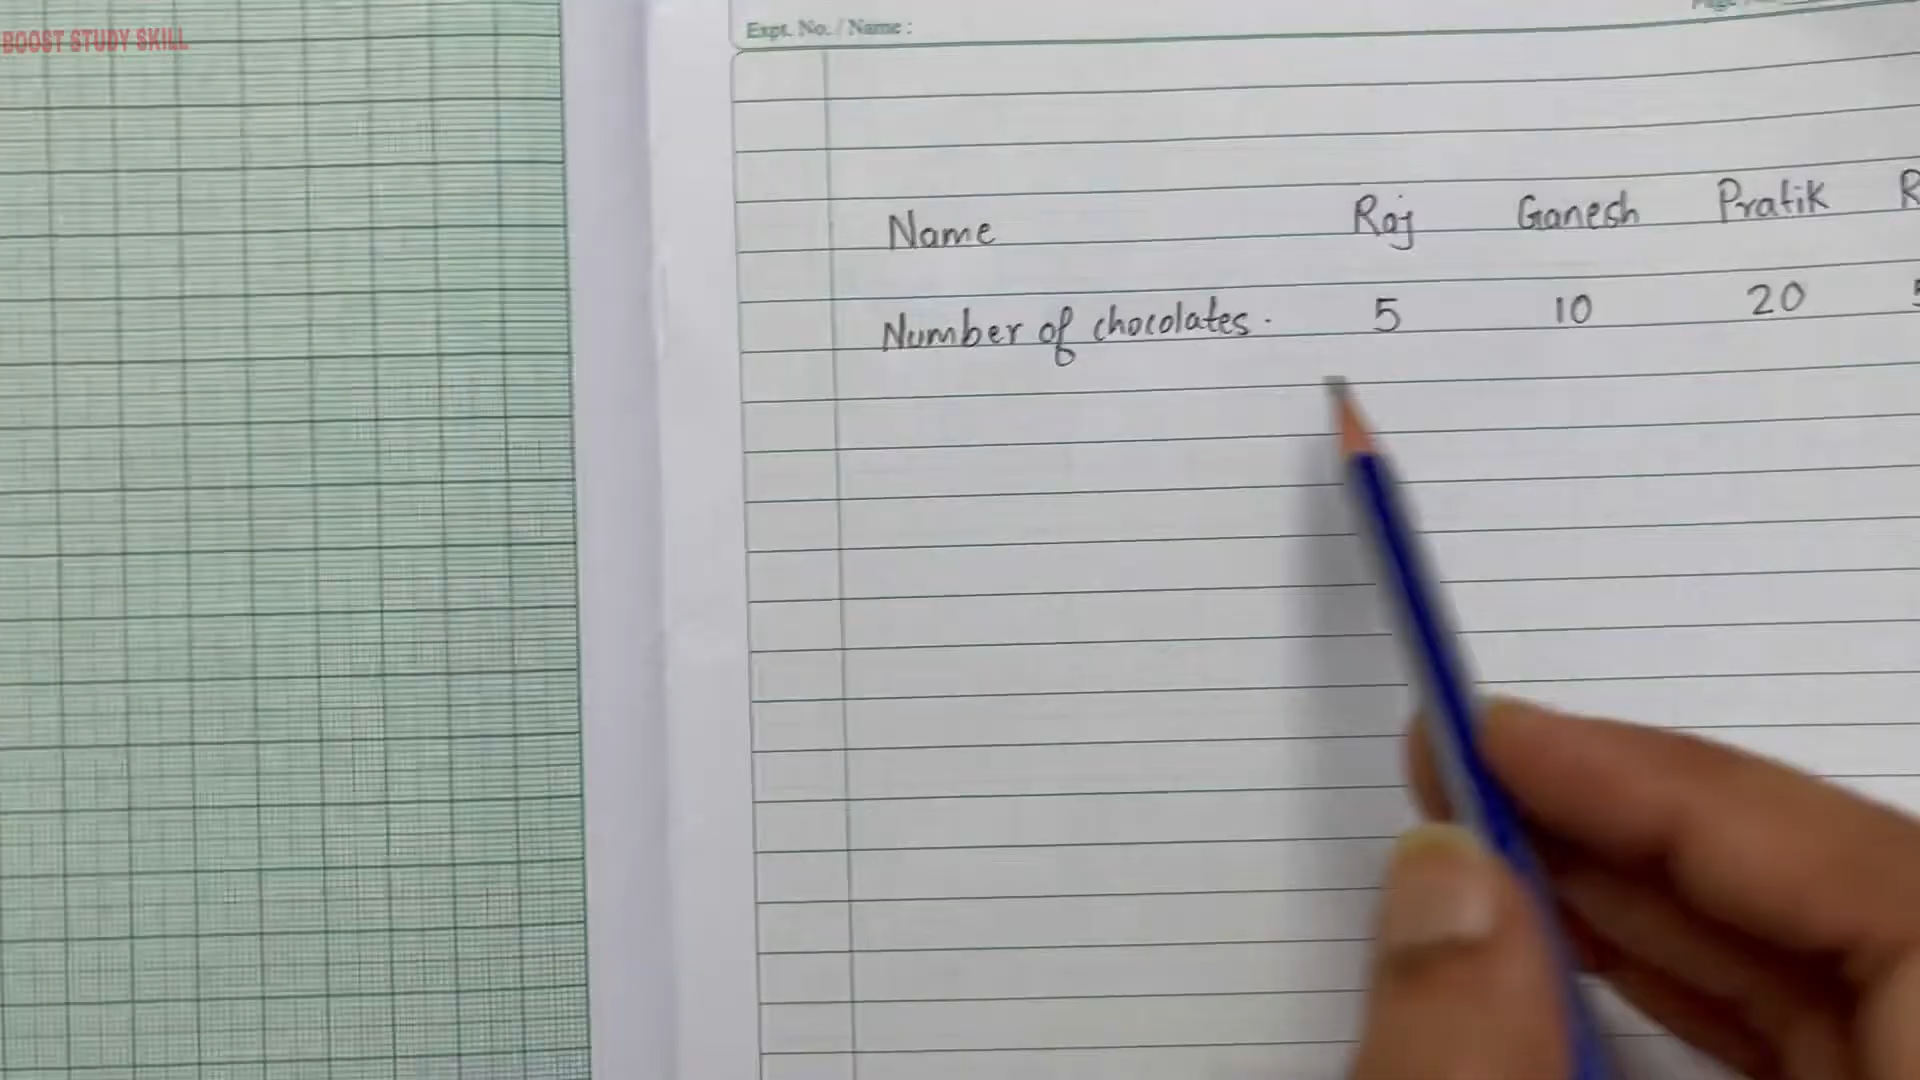 BOOST STUDY SKILL
Expt. No. / Name :
Name Raj Ganesh Pratik
Number of chocolates. 5 10 20